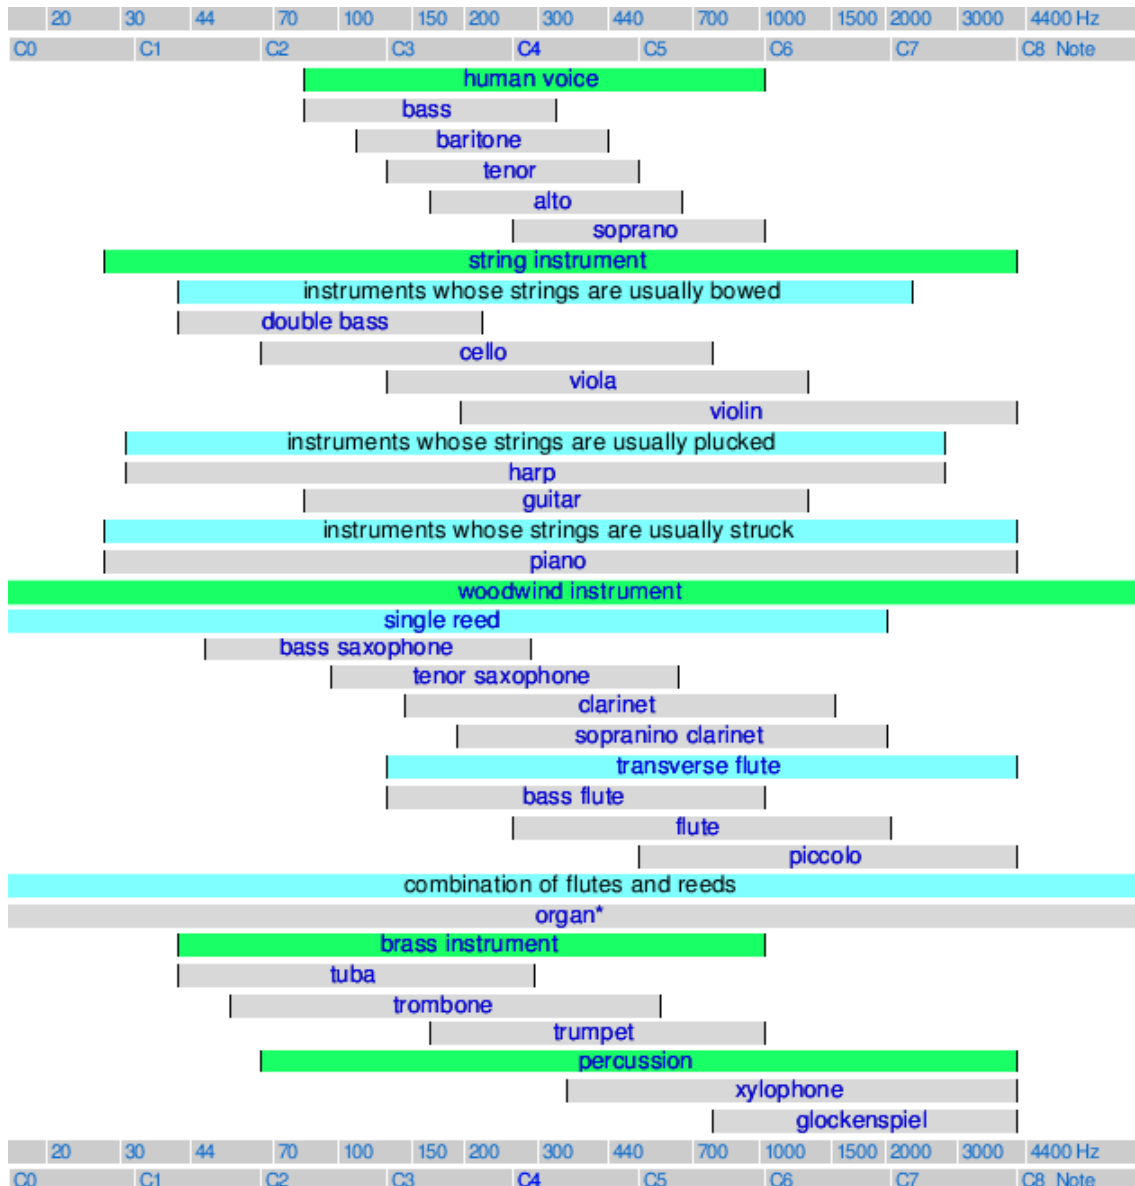 20 30 44 70 100 150 200 300 440 700 1000 1500 2000 3000 4400 Hz
C0 C1 C2 C3 C4 C5 C6 C7 C8 Note
human voice
bass
baritone
tenor
alto
soprano
string instrument
instruments whose strings are usually bowed
double bass
cello
viola
violin
instruments whose strings are usually plucked
harp
guitar
instruments whose strings are usually struck
piano
woodwind instrument
single reed
bass saxophone
tenor saxophone
clarinet
sopranino clarinet
transverse flute
bass flute
flute
piccolo
combination of flutes and reeds
organ*
brass instrument
tuba
trombone
trumpet
percussion
xylophone
glockenspiel
20 30 44 70 100 150 200 300 440 700 1000 1500 2000 3000 4400 Hz
C0 C1 C2 C3 C4 C5 C6 C7 C8 Note